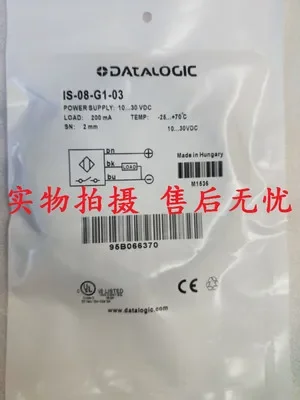 DATALOGIC
IS-08-G1-03
POWER SUPPLY: 10...30 VDC
LOAD: 200 mA TEMP: -25...+70°C
SN: 2 mm 10...30VDC
bn
bk LOAD
bu
Made in Hungary
M1536
实物拍摄 售后无忧
95B066370
UL LISTED
CE
www.datalogic.com